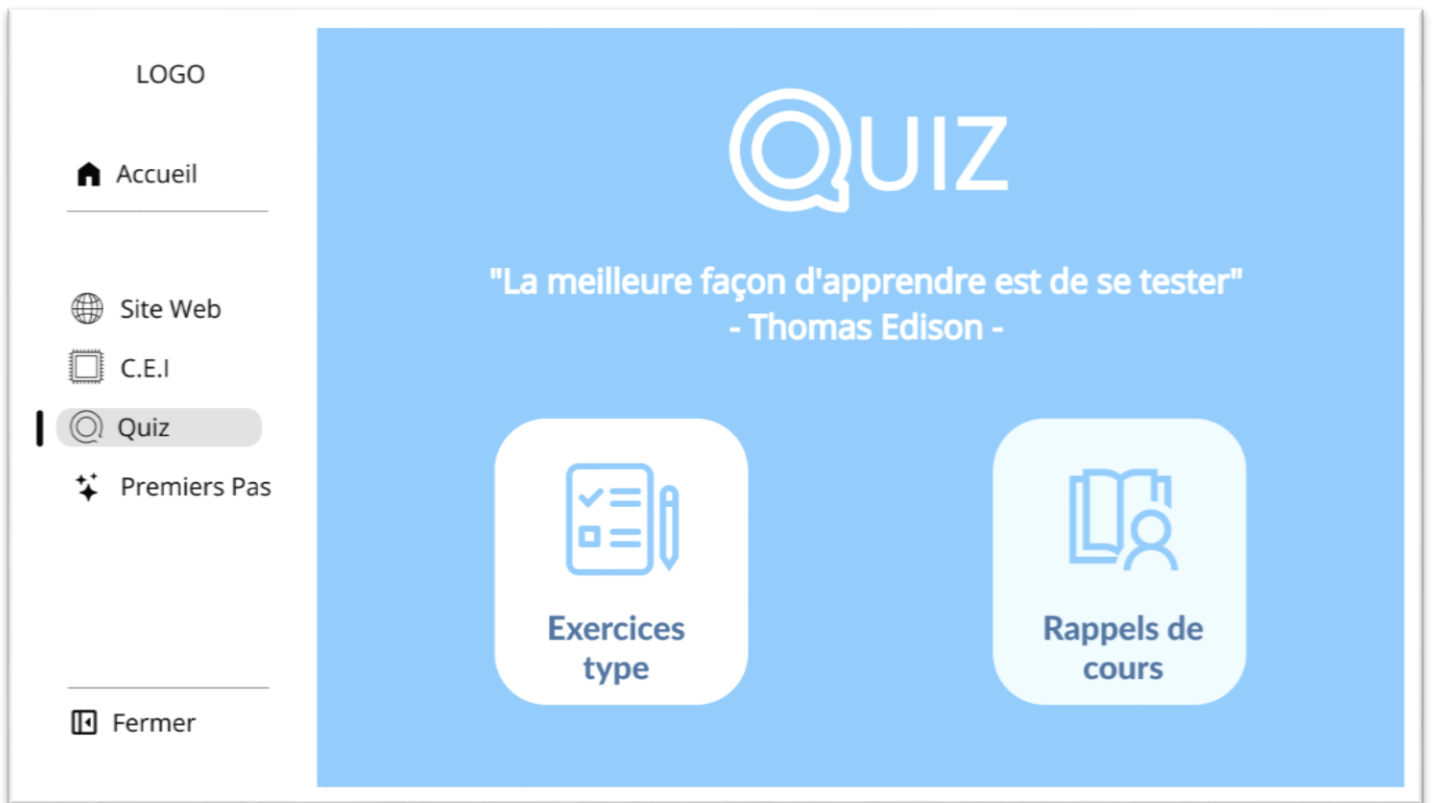 LOGO
Accueil
Site Web
C.E.I
Quiz
Premiers Pas
Fermer
QUIZ
"La meilleure façon d'apprendre est de se tester"
- Thomas Edison -
Exercices
type
Rappels de
cours